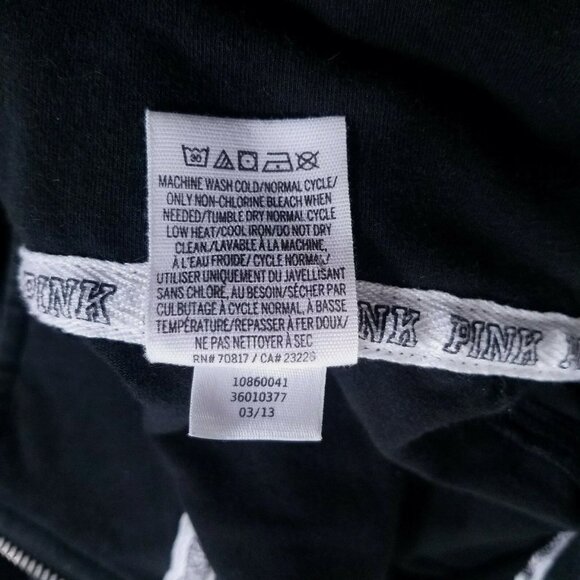 30
MACHINE WASH COLD/NORMAL CYCLE/
ONLY NON-CHLORINE BLEACH WHEN
NEEDED/TUMBLE DRY NORMAL CYCLE
LOW HEAT/COOL IRON/DO NOT DRY
CLEAN./LAVABLE À LA MACHINE,
À L'EAU FROIDE/ CYCLE NORMAL/
UTILISER UNIQUEMENT DU JAVELLISANT
SANS CHLORE, AU BESOIN/SÉCHER PAR
CULBUTAGE À CYCLE NORMAL, À BASSE
TEMPÉRATURE/REPASSER À FER DOUX/
NE PAS NETTOYER À SEC
RN# 70817 / CA# 23226
10860041
36010377
03/13
PINK
PINK
PINK